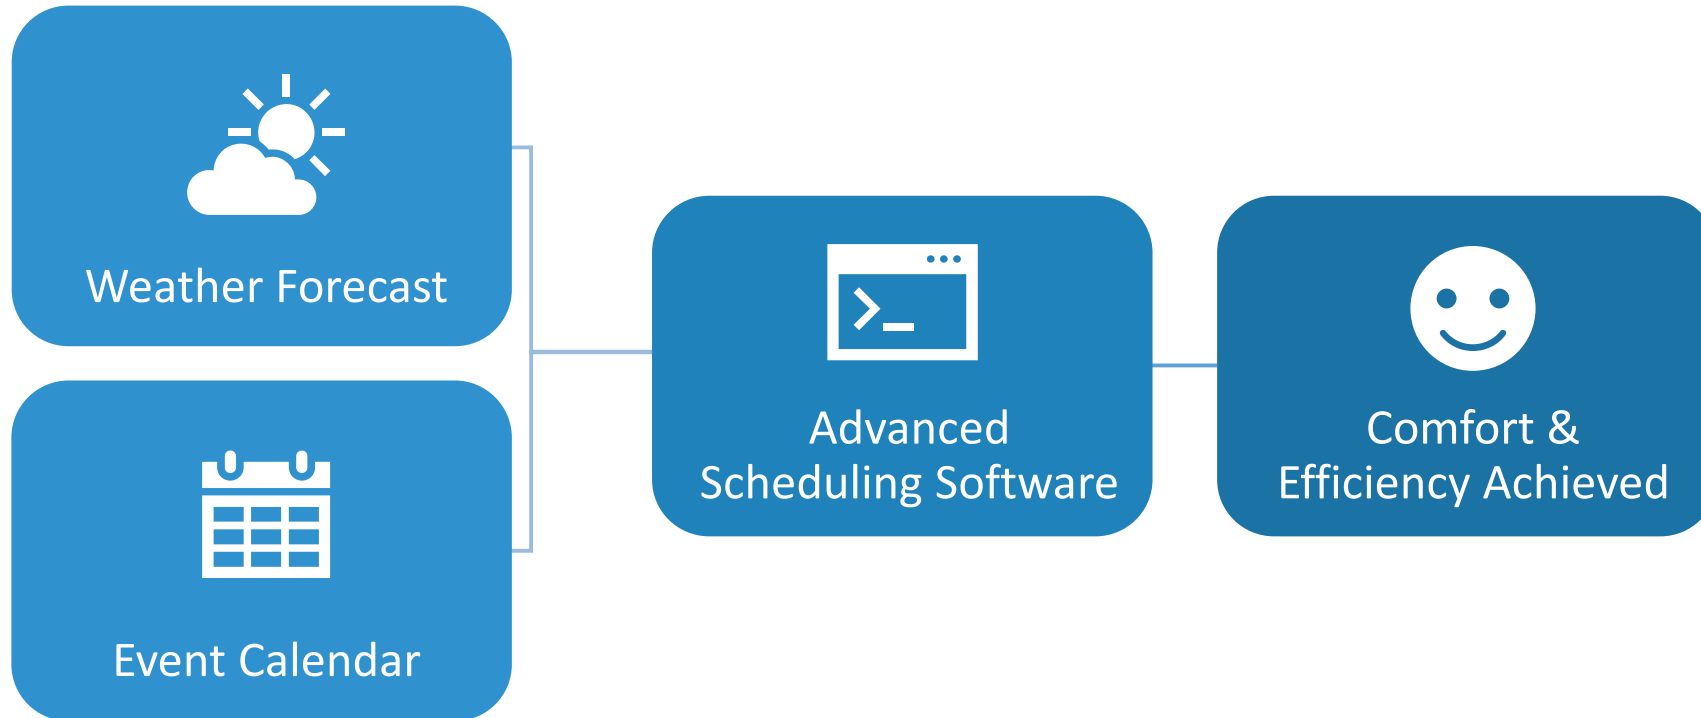 Weather Forecast
Event Calendar
Advanced
Scheduling Software
Comfort &
Efficiency Achieved